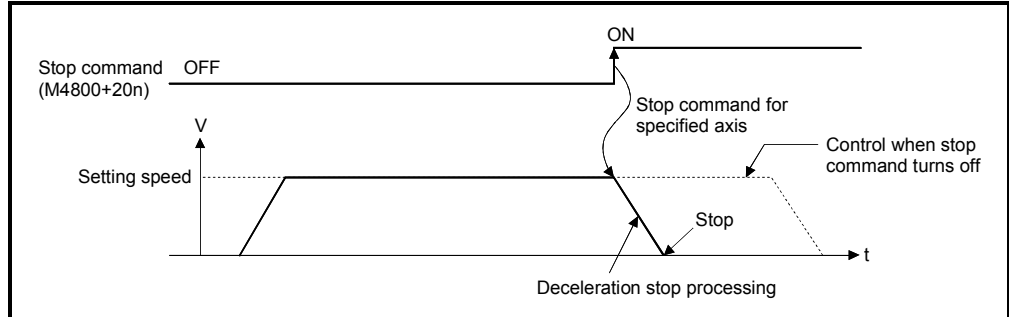 ON
Stop command OFF
(M4800+20n)
Stop command for
specified axis
V
Control when stop
command turns off
Setting speed
Stop
t
Deceleration stop processing